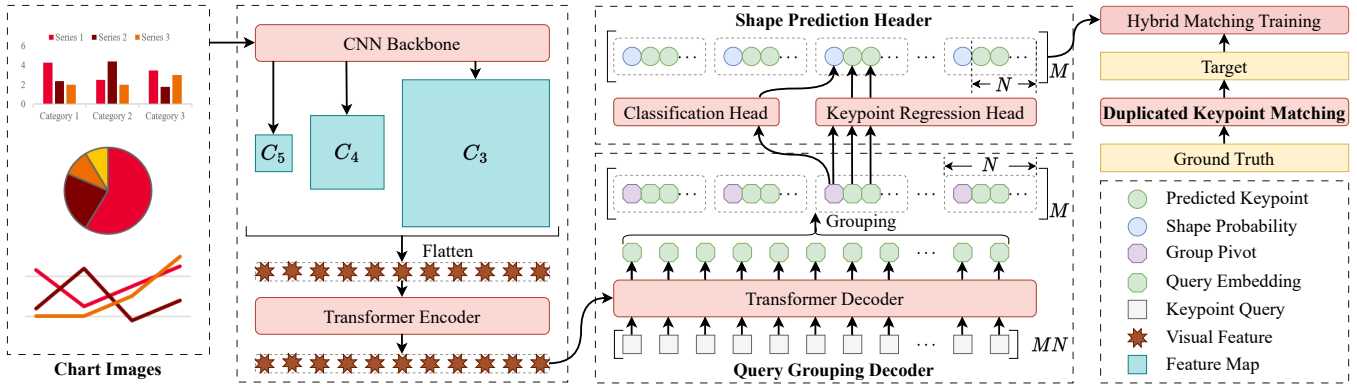 Series 1 Series 2 Series 3
6
4
2
0
Category 1 Category 2 Category 3
Chart Images
CNN Backbone
C5
C4
C3
Flatten
Transformer Encoder
Shape Prediction Header
···
···
···
···
···
M
N
Classification Head
Keypoint Regression Head
N
···
···
···
···
···
M
Grouping
···
Transformer Decoder
···
MN
Query Grouping Decoder
Hybrid Matching Training
Target
Duplicated Keypoint Matching
Ground Truth
Predicted Keypoint
Shape Probability
Group Pivot
Query Embedding
Keypoint Query
Visual Feature
Feature Map